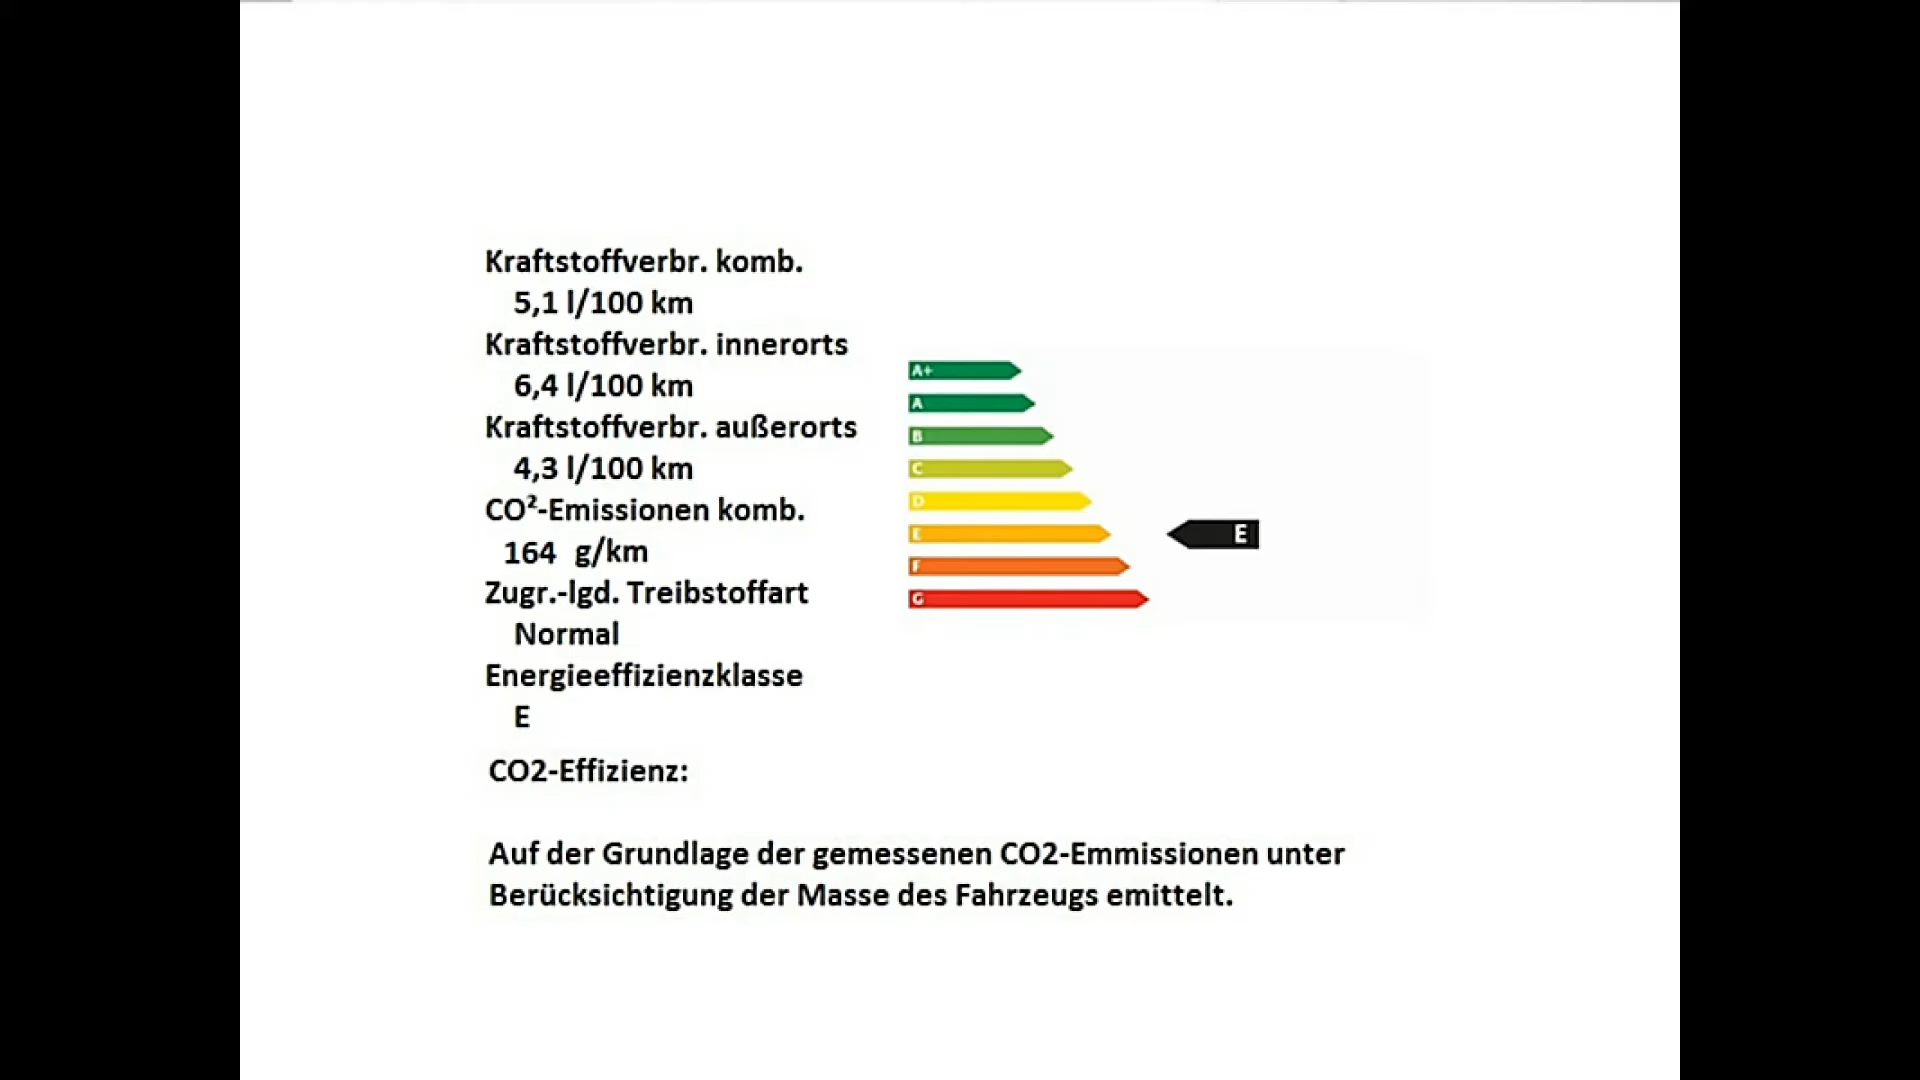 Kraftstoffverbr. komb.
5,1 l/100 km
Kraftstoffverbr. innerorts
6,4 l/100 km
Kraftstoffverbr. außerorts
4,3 l/100 km
CO²-Emissionen komb.
164 g/km
Zugr.-lgd. Treibstoffart
Normal
Energieeffizienzklasse
E
A+
A
B
C
D
E
E
F
G
CO2-Effizienz:
Auf der Grundlage der gemessenen CO2-Emmissionen unter
Berücksichtigung der Masse des Fahrzeugs emittelt.